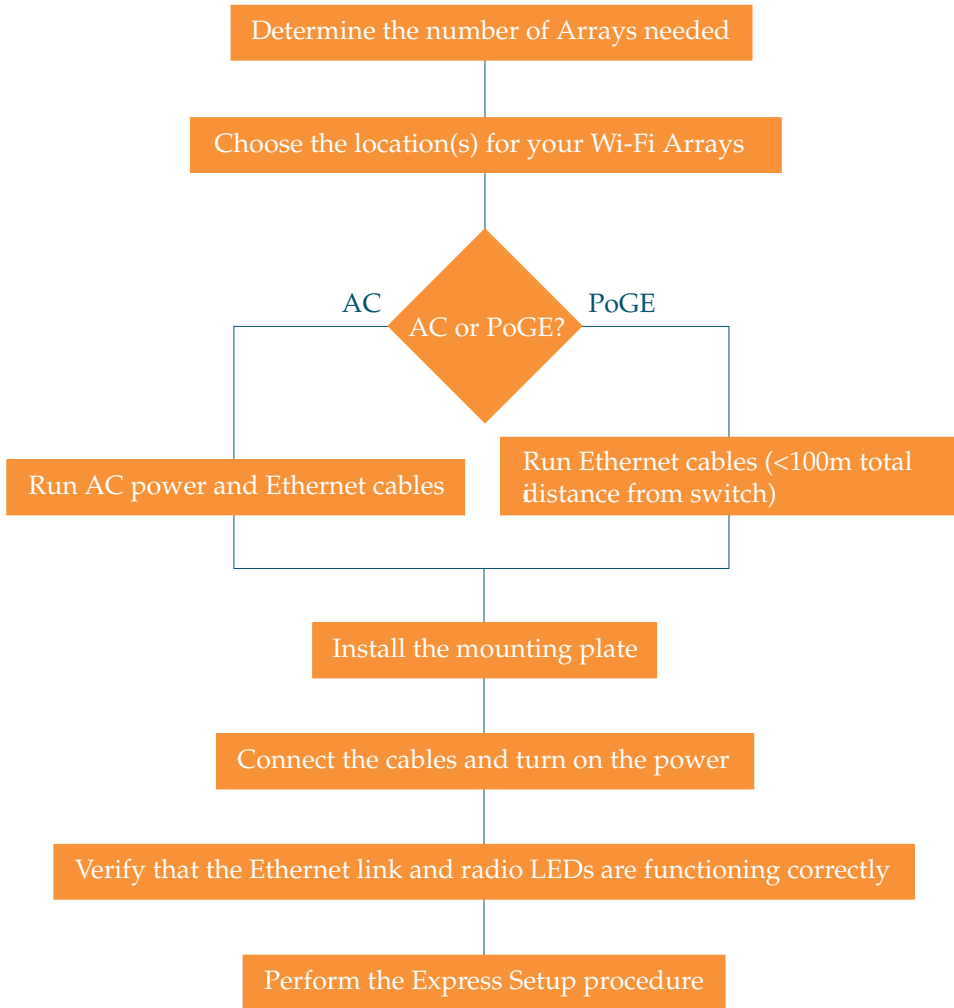 Determine the number of Arrays needed
Choose the location(s) for your Wi-Fi Arrays
AC
PoGE
AC or PoGE?
Run AC power and Ethernet cables
Run Ethernet cables (<100m total
distance from switch)
Install the mounting plate
Connect the cables and turn on the power
Verify that the Ethernet link and radio LEDs are functioning correctly
Perform the Express Setup procedure